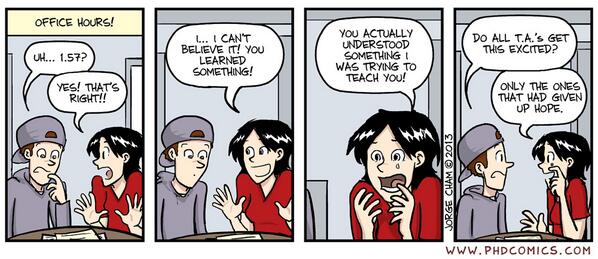 OFFICE HOURS!
UH... 1.57?
YES! THAT'S
RIGHT!!
I... I CAN'T
BELIEVE IT! YOU
LEARNED
SOMETHING!
YOU ACTUALLY
UNDERSTOOD
SOMETHING I
WAS TRYING TO
TEACH YOU!
JORGE CHAM © 2013
DO ALL T.A.'s GET
THIS EXCITED?
ONLY THE ONES
THAT HAD GIVEN
UP HOPE.
WWW.PHDCOMICS.COM